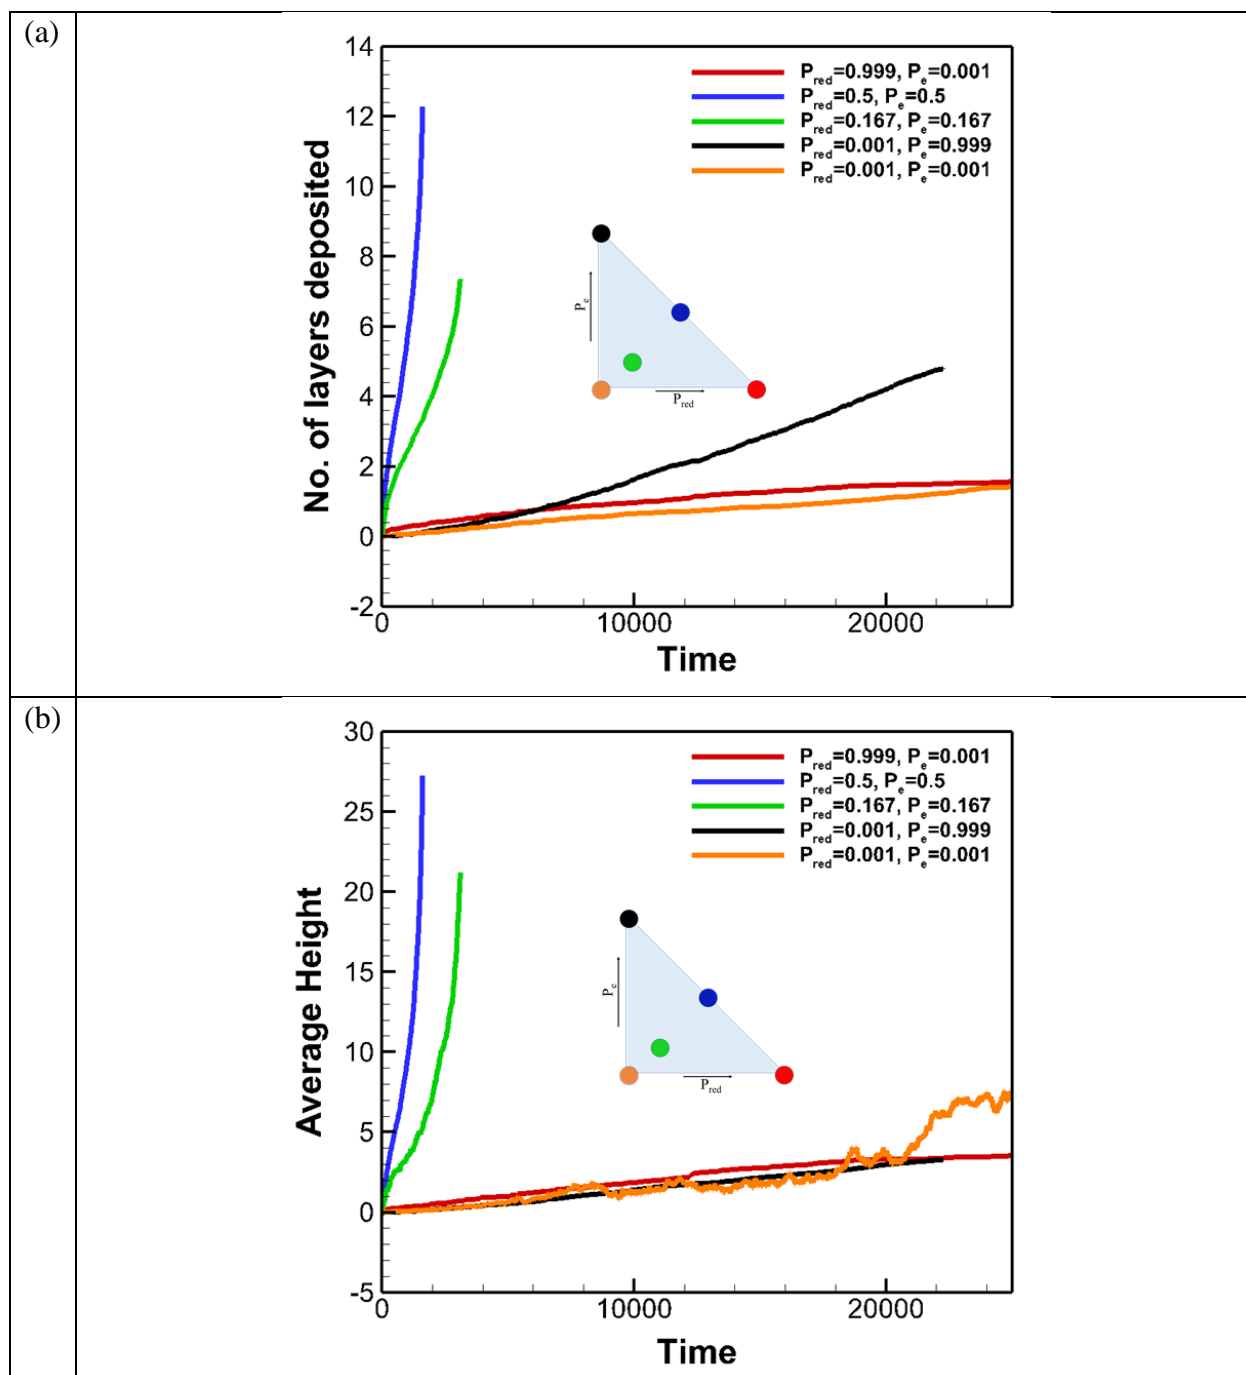 (a)
14
12
10
8
6
4
2
0
-2
No. of layers deposited
P_red=0.999, P_e=0.001
P_red=0.5, P_e=0.5
P_red=0.167, P_e=0.167
P_red=0.001, P_e=0.999
P_red=0.001, P_e=0.001
P_e
P_red
0 10000 20000
Time
(b)
30
25
20
15
10
5
0
-5
Average Height
P_red=0.999, P_e=0.001
P_red=0.5, P_e=0.5
P_red=0.167, P_e=0.167
P_red=0.001, P_e=0.999
P_red=0.001, P_e=0.001
P_e
P_red
0 10000 20000
Time